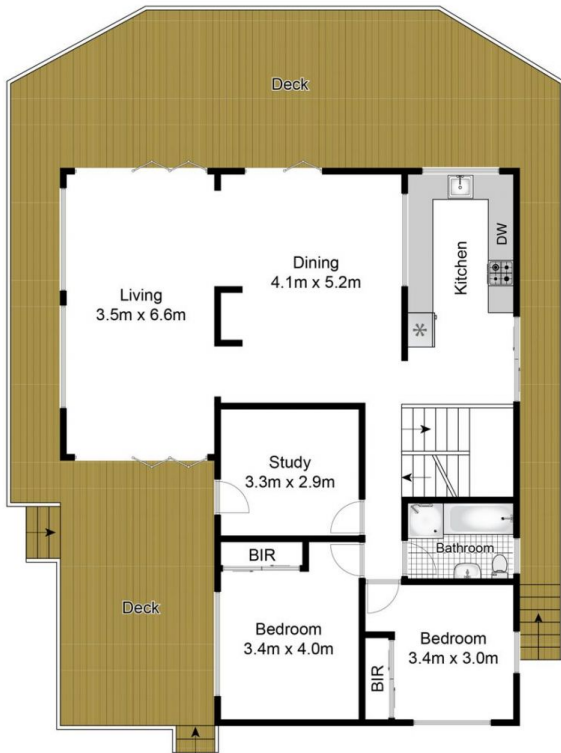 Deck
Dining
4.1m x 5.2m
Kitchen
DW
Living
3.5m x 6.6m
Study
3.3m x 2.9m
BIR
Bathroom
Deck
Bedroom
3.4m x 4.0m
Bedroom
3.4m x 3.0m
BIR